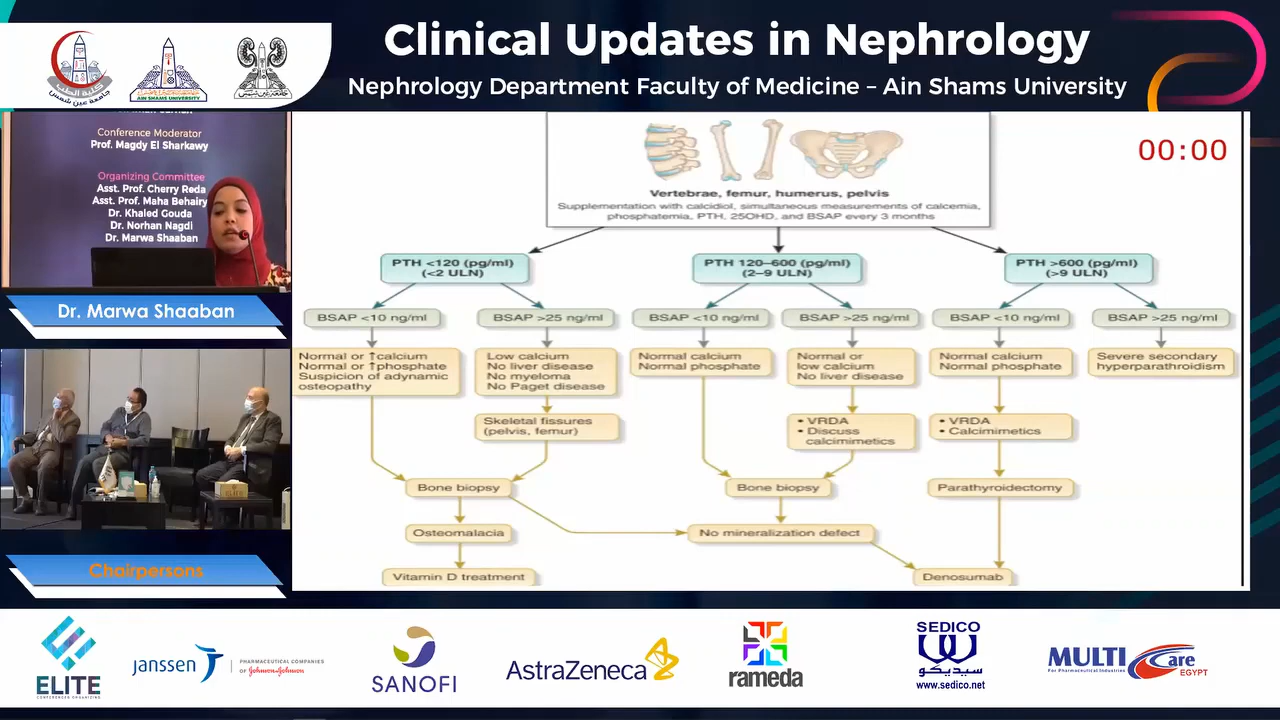 Clinical Updates in Nephrology
Nephrology Department Faculty of Medicine – Ain Shams University
AIN SHAMS UNIVERSITY
Conference Moderator
Prof. Magdy El Sharkawy
Organizing Committee
Asst. Prof. Cherry Reda
Asst. Prof. Maha Behairy
Dr. Khaled Gouda
Dr. Norhan Nagdi
Dr. Marwa Shaaban
Dr. Marwa Shaaban
Chairpersons
00:00
Vertebrae, femur, humerus, pelvis
Supplementation with calcidiol, simultaneous measurements of calcemia,
phosphatemia, PTH, 25OHD, and BSAP every 3 months
PTH <120 (pg/ml)
(<2 ULN)
PTH 120–600 (pg/ml)
(2–9 ULN)
PTH >600 (pg/ml)
(>9 ULN)
BSAP <10 ng/ml
BSAP >25 ng/ml
BSAP <10 ng/ml
BSAP >25 ng/ml
BSAP <10 ng/ml
BSAP >25 ng/ml
Normal or ↑calcium
Normal or ↑phosphate
Suspicion of adynamic
osteopathy
Low calcium
No liver disease
No myeloma
No Paget disease
Normal calcium
Normal phosphate
Normal or
low calcium
No liver disease
Normal calcium
Normal phosphate
Severe secondary
hyperparathroidism
Skeletal fissures
(pelvis, femur)
• VRDA
• Discuss
calcimimetics
• VRDA
• Calcimimetics
Bone biopsy
Bone biopsy
Parathyroidectomy
Osteomalacia
No mineralization defect
Vitamin D treatment
Denosumab
ELITE
CONFERENCES ORGANIZING
janssen
PHARMACEUTICAL COMPANIES
OF Johnson&Johnson
SANOFI
AstraZeneca
rameda
SEDICO
سيديكو
www.sedico.net
MULTI Care
For Pharmaceutical Industries
EGYPT